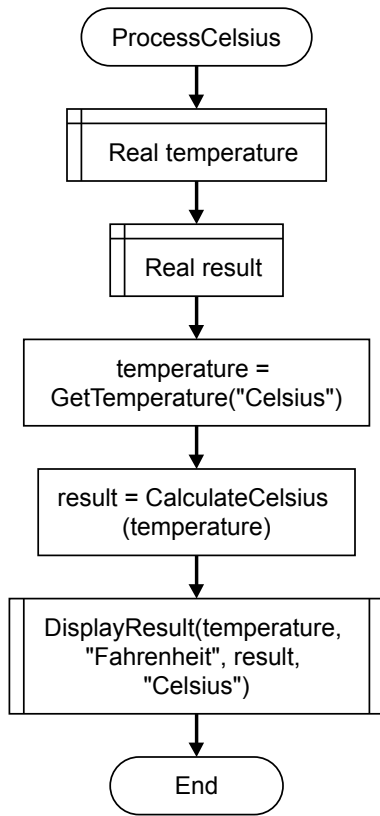 ProcessCelsius
Real temperature
Real result
temperature =
GetTemperature("Celsius")
result = CalculateCelsius
(temperature)
DisplayResult(temperature,
"Fahrenheit", result,
"Celsius")
End